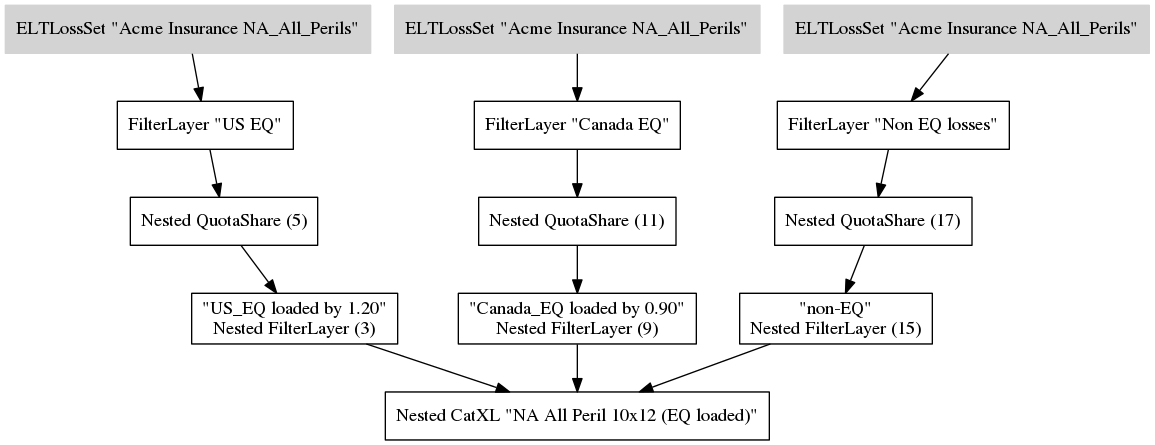 ELTLossSet "Acme Insurance NA_All_Perils"
ELTLossSet "Acme Insurance NA_All_Perils"
ELTLossSet "Acme Insurance NA_All_Perils"
FilterLayer "US EQ"
FilterLayer "Canada EQ"
FilterLayer "Non EQ losses"
Nested QuotaShare (5)
Nested QuotaShare (11)
Nested QuotaShare (17)
"US_EQ loaded by 1.20"
Nested FilterLayer (3)
"Canada_EQ loaded by 0.90"
Nested FilterLayer (9)
"non-EQ"
Nested FilterLayer (15)
Nested CatXL "NA All Peril 10x12 (EQ loaded)"